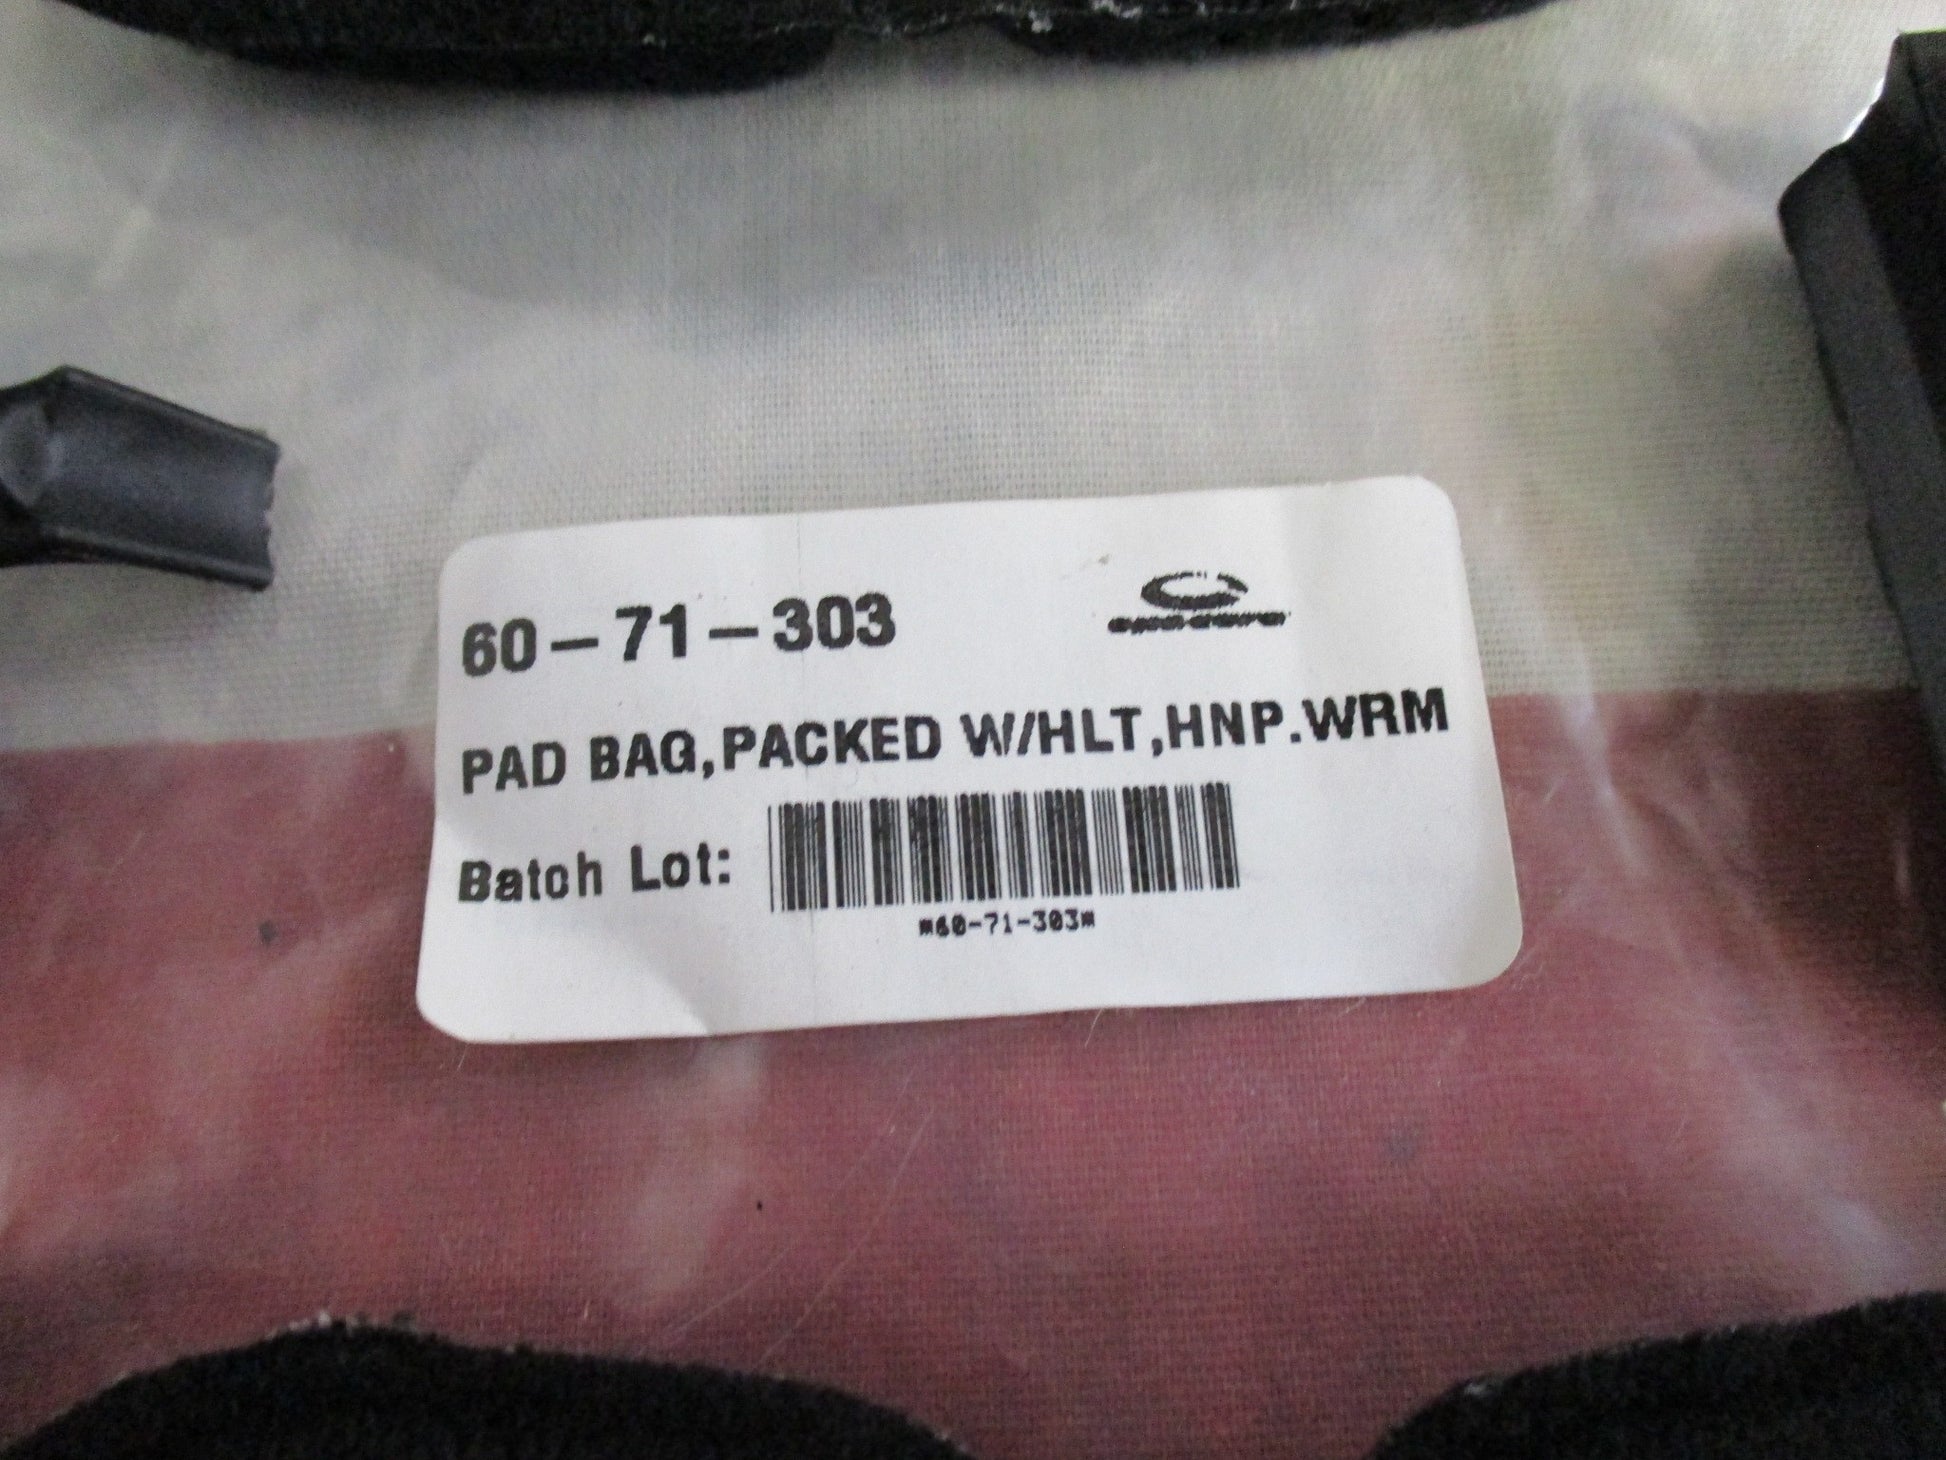 60-71-303
PAD BAG,PACKED W/HLT,HNP.WRM
Batch Lot:
*60-71-303*